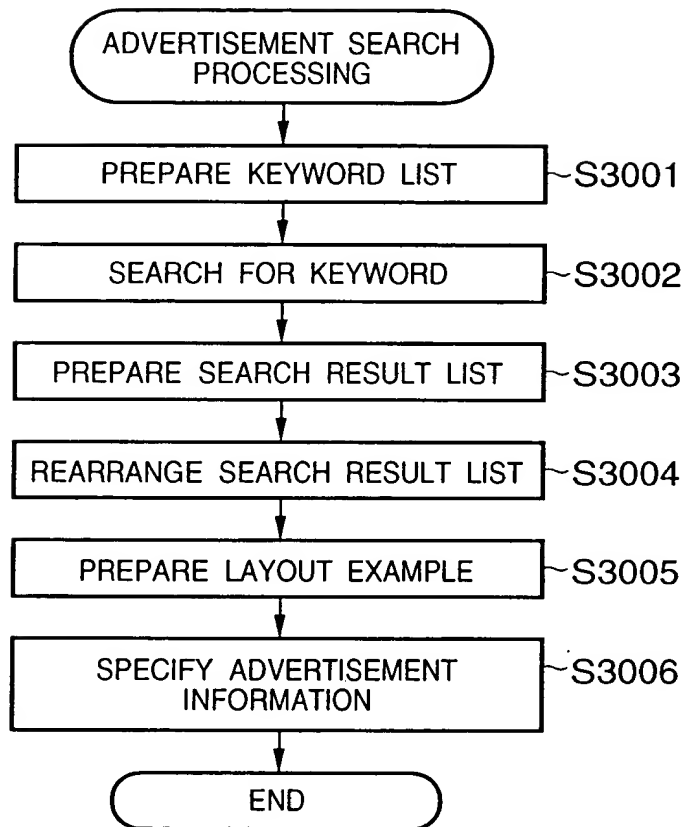 ADVERTISEMENT SEARCH
PROCESSING
PREPARE KEYWORD LIST
S3001
SEARCH FOR KEYWORD
S3002
PREPARE SEARCH RESULT LIST
S3003
REARRANGE SEARCH RESULT LIST
S3004
PREPARE LAYOUT EXAMPLE
S3005
SPECIFY ADVERTISEMENT
INFORMATION
S3006
END